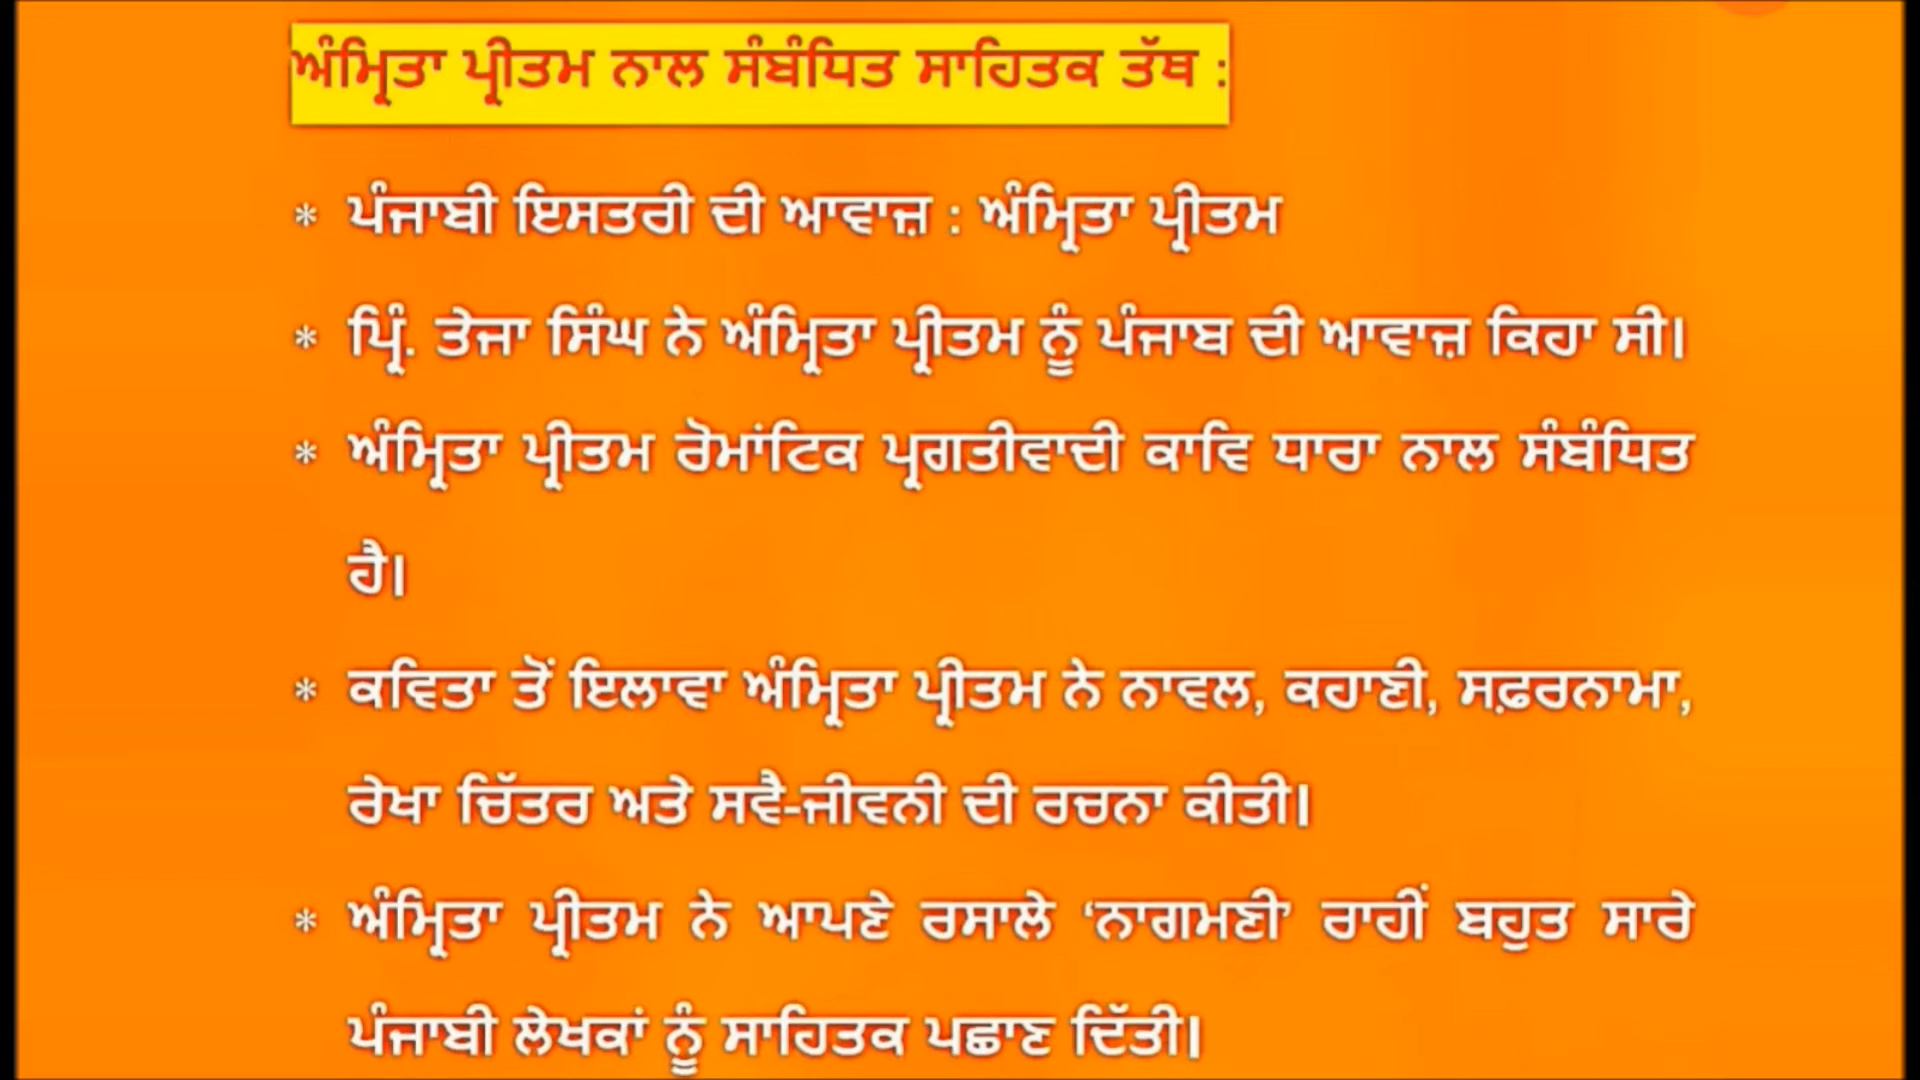 ਅੰਮ੍ਰਿਤਾ ਪ੍ਰੀਤਮ ਨਾਲ ਸੰਬੰਧਿਤ ਸਾਹਿਤਕ ਤੱਥ :
* ਪੰਜਾਬੀ ਇਸਤਰੀ ਦੀ ਆਵਾਜ਼ : ਅੰਮ੍ਰਿਤਾ ਪ੍ਰੀਤਮ
* ਪ੍ਰਿੰ. ਤੇਜਾ ਸਿੰਘ ਨੇ ਅੰਮ੍ਰਿਤਾ ਪ੍ਰੀਤਮ ਨੂੰ ਪੰਜਾਬ ਦੀ ਆਵਾਜ਼ ਕਿਹਾ ਸੀ।
* ਅੰਮ੍ਰਿਤਾ ਪ੍ਰੀਤਮ ਰੋਮਾਂਟਿਕ ਪ੍ਰਗਤੀਵਾਦੀ ਕਾਵਿ ਧਾਰਾ ਨਾਲ ਸੰਬੰਧਿਤ
ਹੈ।
* ਕਵਿਤਾ ਤੋਂ ਇਲਾਵਾ ਅੰਮ੍ਰਿਤਾ ਪ੍ਰੀਤਮ ਨੇ ਨਾਵਲ, ਕਹਾਣੀ, ਸਫ਼ਰਨਾਮਾ,
ਰੇਖਾ ਚਿੱਤਰ ਅਤੇ ਸਵੈ-ਜੀਵਨੀ ਦੀ ਰਚਨਾ ਕੀਤੀ।
* ਅੰਮ੍ਰਿਤਾ ਪ੍ਰੀਤਮ ਨੇ ਆਪਣੇ ਰਸਾਲੇ ‘ਨਾਗਮਣੀ’ ਰਾਹੀਂ ਬਹੁਤ ਸਾਰੇ
ਪੰਜਾਬੀ ਲੇਖਕਾਂ ਨੂੰ ਸਾਹਿਤਕ ਪਛਾਣ ਦਿੱਤੀ।